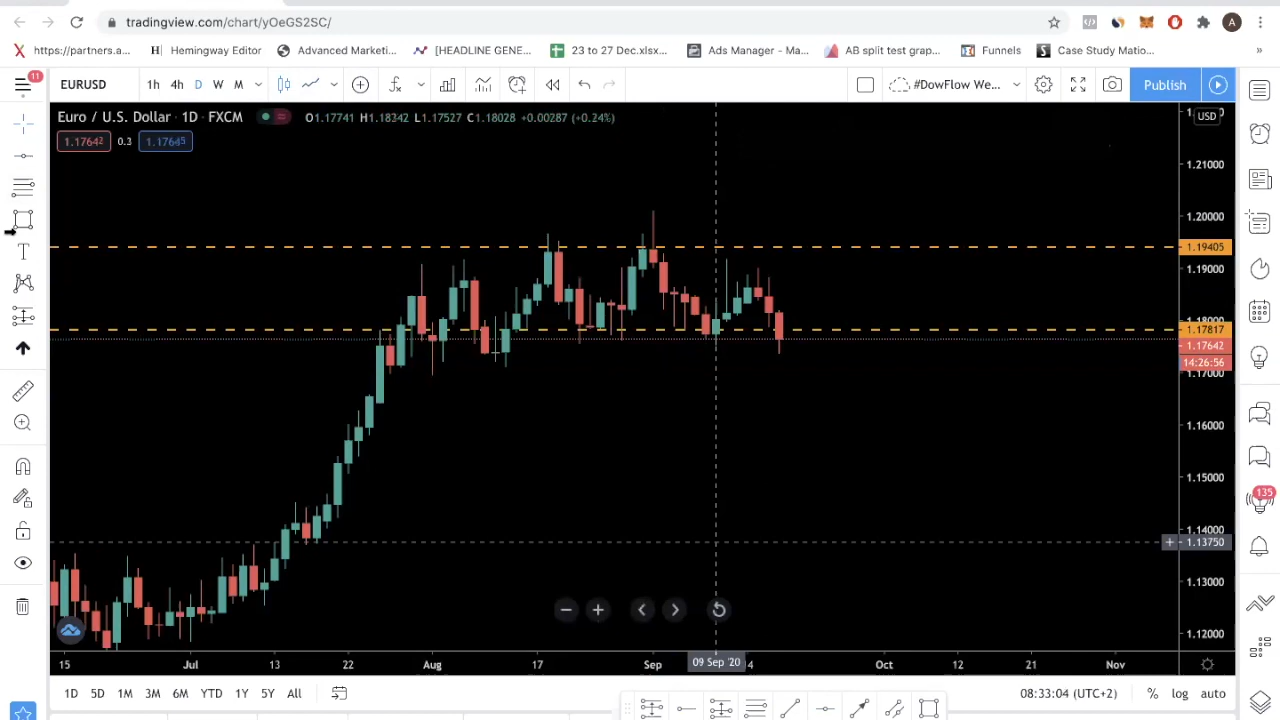 tradingview.com/chart/yOeGS2SC/
A
https://partners.a...
H Hemingway Editor
Advanced Marketi...
[HEADLINE GENE...
23 to 27 Dec.xlsx...
Ads Manager - Ma...
AB split test grap...
Funnels
Case Study Matio...
»
11
EURUSD
1h 4h D W M
#DowFlow We...
Publish
Euro / U.S. Dollar · 1D · FXCM
O1.17741 H1.18342 L1.17527 C1.18028 +0.00287 (+0.24%)
USD
1.17642
0.3
1.17645
1.21000
1.20000
1.19405
1.19000
1.18000
1.17817
1.17642
14:26:56
1.17000
1.16000
1.15000
135
1.14000
1.13750
1.13000
1.12000
15 Jul 13 22 Aug 17 Sep 09 Sep '20 4 Oct 12 21 Nov
1D 5D 1M 3M 6M YTD 1Y 5Y All
08:33:04 (UTC+2)
% log auto